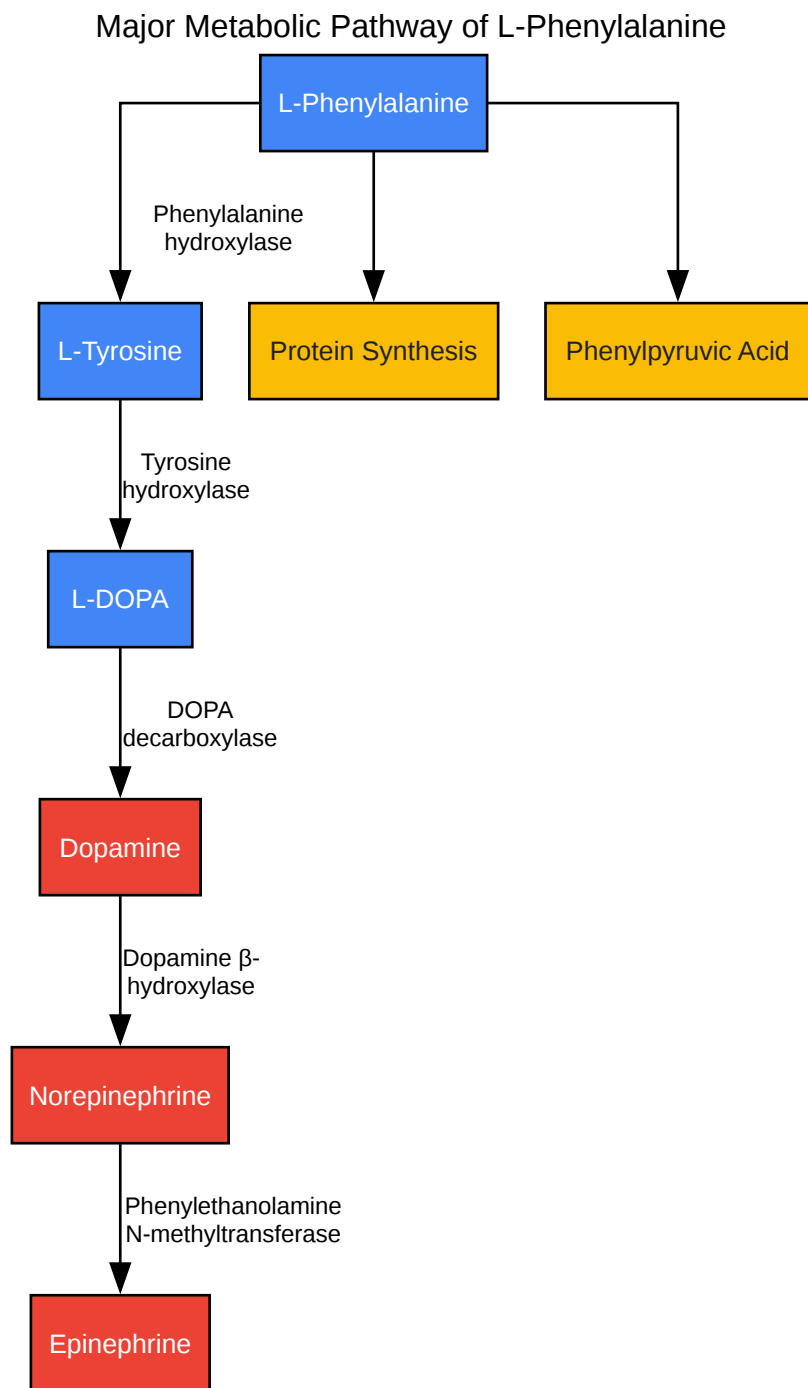 Major Metabolic Pathway of L-Phenylalanine
L-Phenylalanine
Phenylalanine
hydroxylase
L-Tyrosine
Protein Synthesis
Phenylpyruvic Acid
Tyrosine
hydroxylase
L-DOPA
DOPA
decarboxylase
Dopamine
Dopamine β-
hydroxylase
Norepinephrine
Phenylethanolamine
N-methyltransferase
Epinephrine